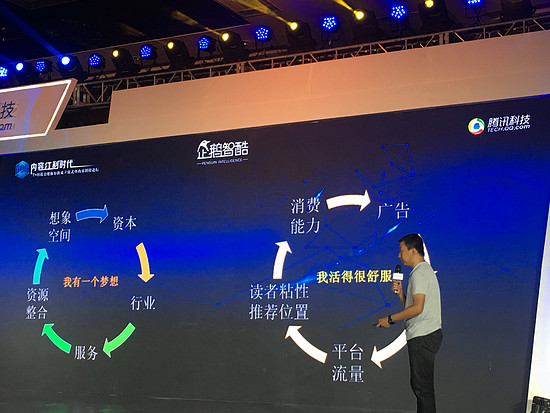 技
.com
内容红利时代
企鹅智酷
PENGUIN INTELLIGENCE
腾讯科技
TECH.QQ.COM
想象
空间
资本
我有一个梦想
资源
整合
行业
服务
消费
能力
广告
我活得很舒服
读者粘性
推荐位置
平台
流量